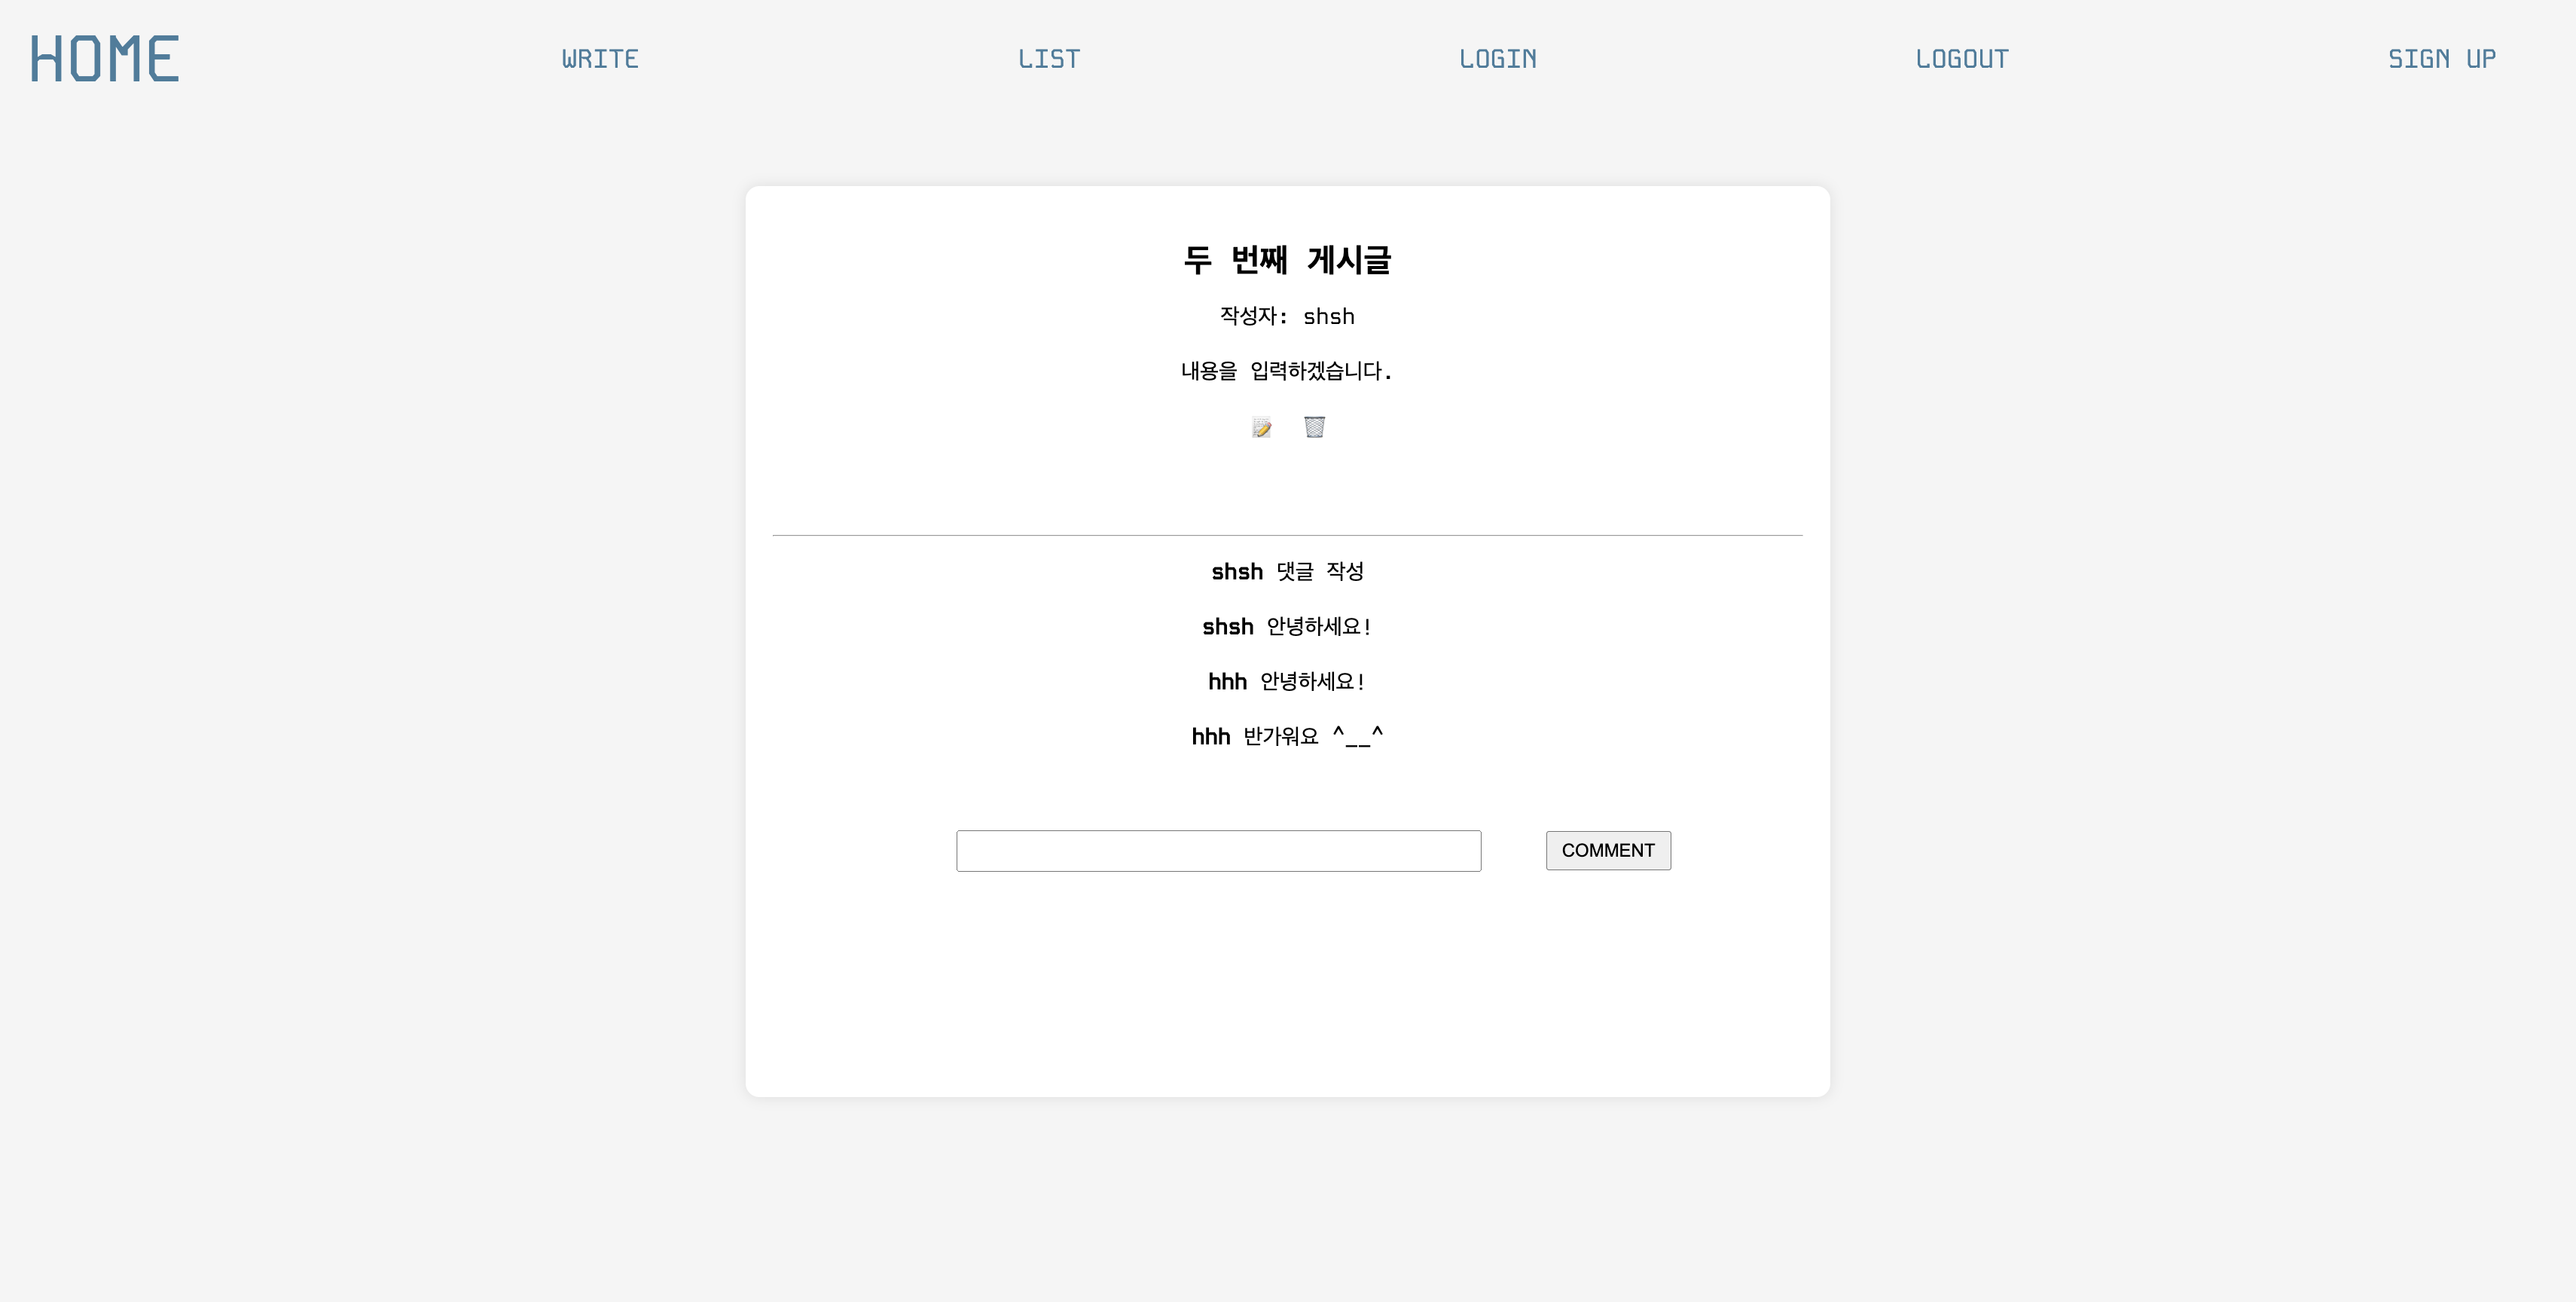 HOME WRITE LIST LOGIN LOGOUT SIGN UP
두 번째 게시글
작성자: shsh
내용을 입력하겠습니다.
shsh 댓글 작성
shsh 안녕하세요!
hhh 안녕하세요!
hhh 반가워요 ^__^
COMMENT